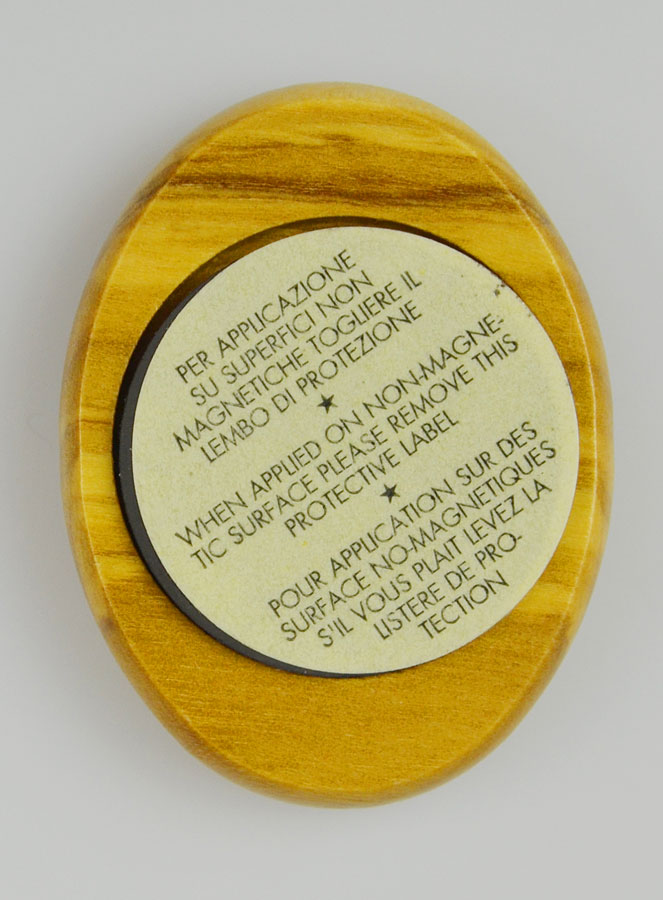 PER APPLICAZIONE
SU SUPERFICI NON
MAGNETICHE TOGLIERE IL
LEMBO DI PROTEZIONE
★
WHEN APPLIED ON NON-MAGNE-
TIC SURFACE PLEASE REMOVE THIS
PROTECTIVE LABEL
★
POUR APPLICATION SUR DES
SURFACE NO-MAGNETIQUES
S'IL VOUS PLAIT LEVEZ LA
LISTERE DE PRO-
TECTION